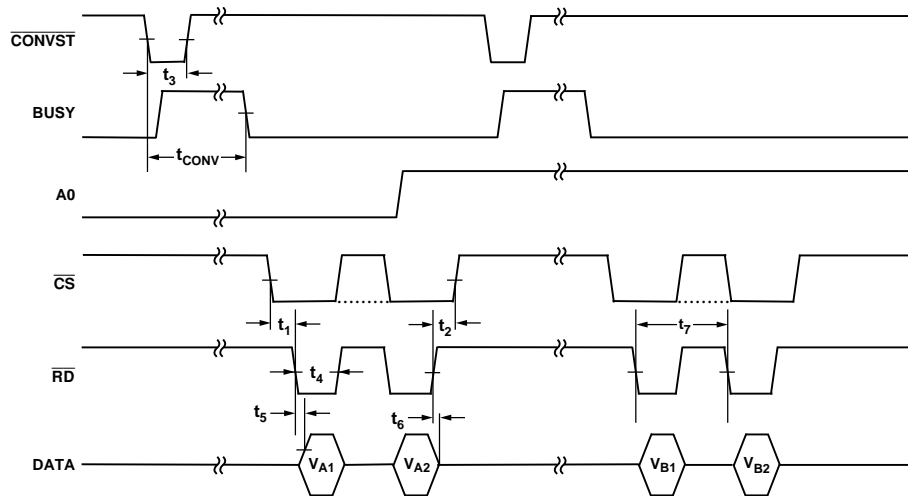 CONVST
t3
BUSY
tCONV
A0
CS
t1
t2
t7
RD
t4
t5
t6
DATA
VA1
VA2
VB1
VB2